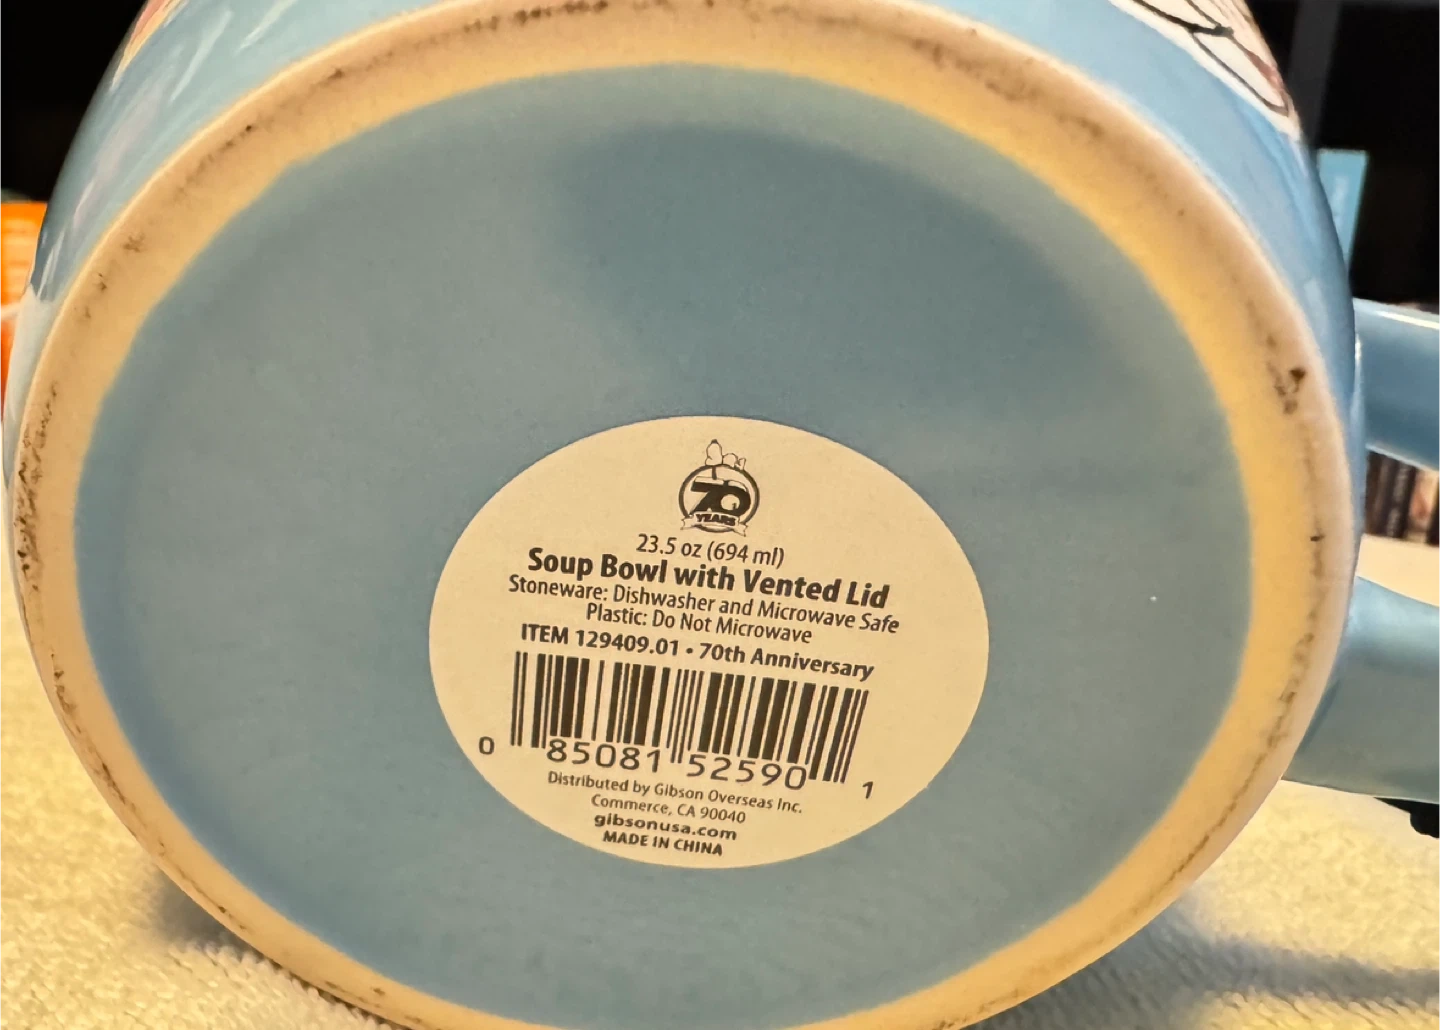 70
YEARS
23.5 oz (694 ml)
Soup Bowl with Vented Lid
Stoneware: Dishwasher and Microwave Safe
Plastic: Do Not Microwave
ITEM 129409.01 • 70th Anniversary
0 85081 52590 1
Distributed by Gibson Overseas Inc.
Commerce, CA 90040
gibsonusa.com
MADE IN CHINA